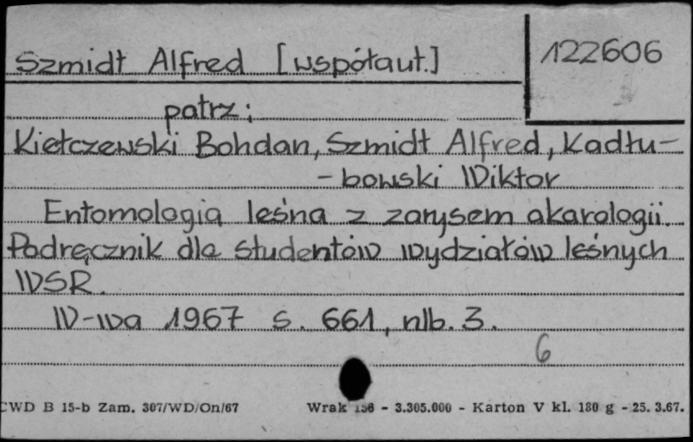 Szmidt Alfred [współaut.]
122606
patrz:
Kiełczewski Bohdan, Szmidt Alfred, Kadłu-
- bowski Wiktor
Entomologia leśna z zarysem akarologii.
Podręcznik dla studentów wydziałów leśnych
WSR.
W-wa 1967 s. 661, nlb. 3.
6
CWD B 15-b Zam. 307/WD/On/67 Wrak 156 - 3.305.000 - Karton V kl. 180 g - 25. 3.67.